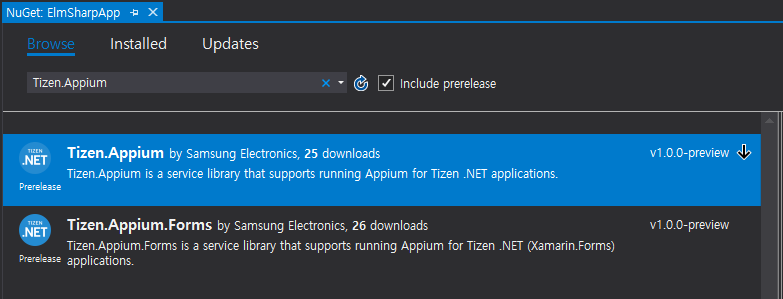 NuGet: ElmSharpApp
Browse Installed Updates
Tizen.Appium
Include prerelease
TIZEN
.NET
Prerelease
Tizen.Appium by Samsung Electronics, 25 downloads
v1.0.0-preview
Tizen.Appium is a service library that supports running Appium for Tizen .NET applications.
TIZEN
.NET
Prerelease
Tizen.Appium.Forms by Samsung Electronics, 26 downloads
v1.0.0-preview
Tizen.Appium.Forms is a service library that supports running Appium for Tizen .NET (Xamarin.Forms)
applications.